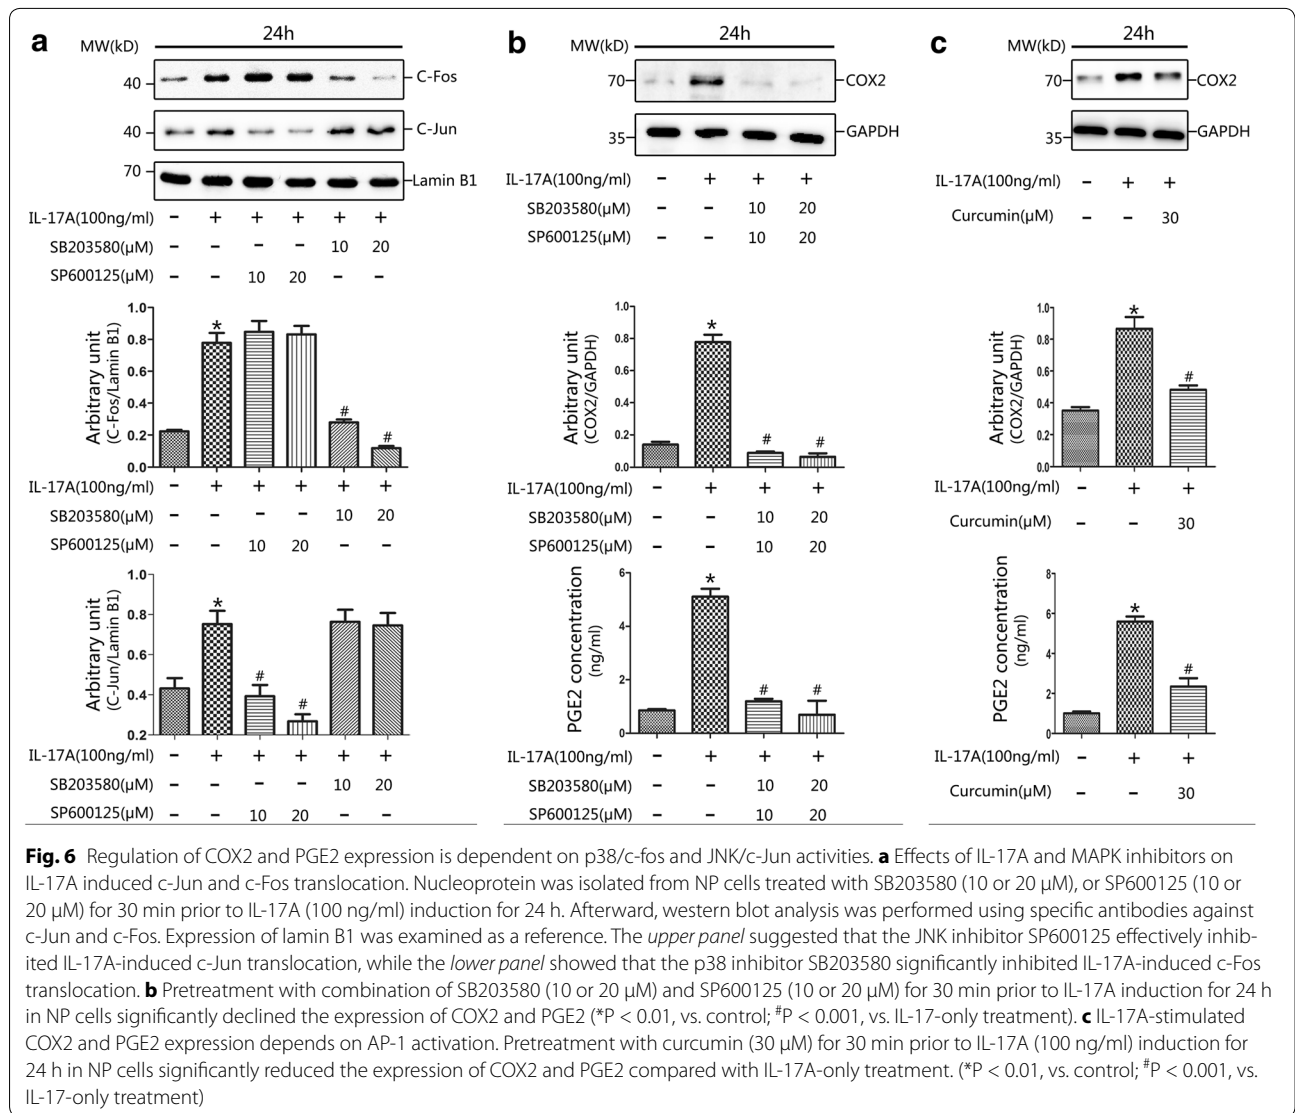 a
24h
MW(kD)
40
C-Fos
40
C-Jun
70
Lamin B1
IL-17A(100ng/ml) − + + + + +
SB203580(μM) − − − − 10 20
SP600125(μM) − − 10 20 − −
Arbitrary unit
(C-Fos/Lamin B1)
1.0
0.8
0.6
0.4
0.2
0.0
*
#
#
IL-17A(100ng/ml) − + + + + +
SB203580(μM) − − − − 10 20
SP600125(μM) − − 10 20 − −
Arbitrary unit
(C-Jun/Lamin B1)
1.0
0.8
0.6
0.4
0.2
*
#
#
IL-17A(100ng/ml) − + + + + +
SB203580(μM) − − − − 10 20
SP600125(μM) − − 10 20 − −
b
24h
MW(kD)
70
COX2
35
GAPDH
IL-17A(100ng/ml) − + + +
SB203580(μM) − − 10 20
SP600125(μM) − − 10 20
Arbitrary unit
(COX2/GAPDH)
1.0
0.8
0.6
0.4
0.2
0.0
*
#
#
IL-17A(100ng/ml) − + + +
SB203580(μM) − − 10 20
SP600125(μM) − − 10 20
PGE2 concentration
(ng/ml)
6
4
2
0
*
#
#
IL-17A(100ng/ml) − + + +
SB203580(μM) − − 10 20
SP600125(μM) − − 10 20
c
24h
MW(kD)
70
COX2
35
GAPDH
IL-17A(100ng/ml) − + +
Curcumin(μM) − − 30
Arbitrary unit
(COX2/GAPDH)
1.0
0.8
0.6
0.4
0.2
0.0
*
#
IL-17A(100ng/ml) − + +
Curcumin(μM) − − 30
PGE2 concentration
(ng/ml)
8
6
4
2
0
*
#
IL-17A(100ng/ml) − + +
Curcumin(μM) − − 30
Fig. 6 Regulation of COX2 and PGE2 expression is dependent on p38/c-fos and JNK/c-Jun activities. a Effects of IL-17A and MAPK inhibitors on
IL-17A induced c-Jun and c-Fos translocation. Nucleoprotein was isolated from NP cells treated with SB203580 (10 or 20 μM), or SP600125 (10 or
20 μM) for 30 min prior to IL-17A (100 ng/ml) induction for 24 h. Afterward, western blot analysis was performed using specific antibodies against
c-Jun and c-Fos. Expression of lamin B1 was examined as a reference. The upper panel suggested that the JNK inhibitor SP600125 effectively inhib-
ited IL-17A-induced c-Jun translocation, while the lower panel showed that the p38 inhibitor SB203580 significantly inhibited IL-17A-induced c-Fos
translocation. b Pretreatment with combination of SB203580 (10 or 20 μM) and SP600125 (10 or 20 μM) for 30 min prior to IL-17A induction for 24 h
in NP cells significantly declined the expression of COX2 and PGE2 (*P < 0.01, vs. control; #P < 0.001, vs. IL-17-only treatment). c IL-17A-stimulated
COX2 and PGE2 expression depends on AP-1 activation. Pretreatment with curcumin (30 μM) for 30 min prior to IL-17A (100 ng/ml) induction for
24 h in NP cells significantly reduced the expression of COX2 and PGE2 compared with IL-17A-only treatment. (*P < 0.01, vs. control; #P < 0.001, vs.
IL-17-only treatment)